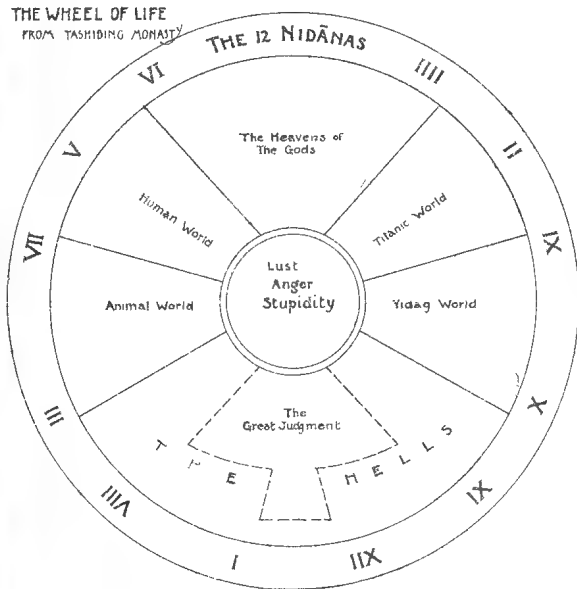 THE WHEEL OF LIFE
FROM TASHIDING MONASTY
THE 12 NIDĀNAS
VI
IIII
V
II
VII
IX
III
X
VIII
XI
I
XII
The Heavens of
The Gods
Human World
Titanic World
Animal World
Yidag World
Lust
Anger
Stupidity
The
Great Judgment
THE HELLS